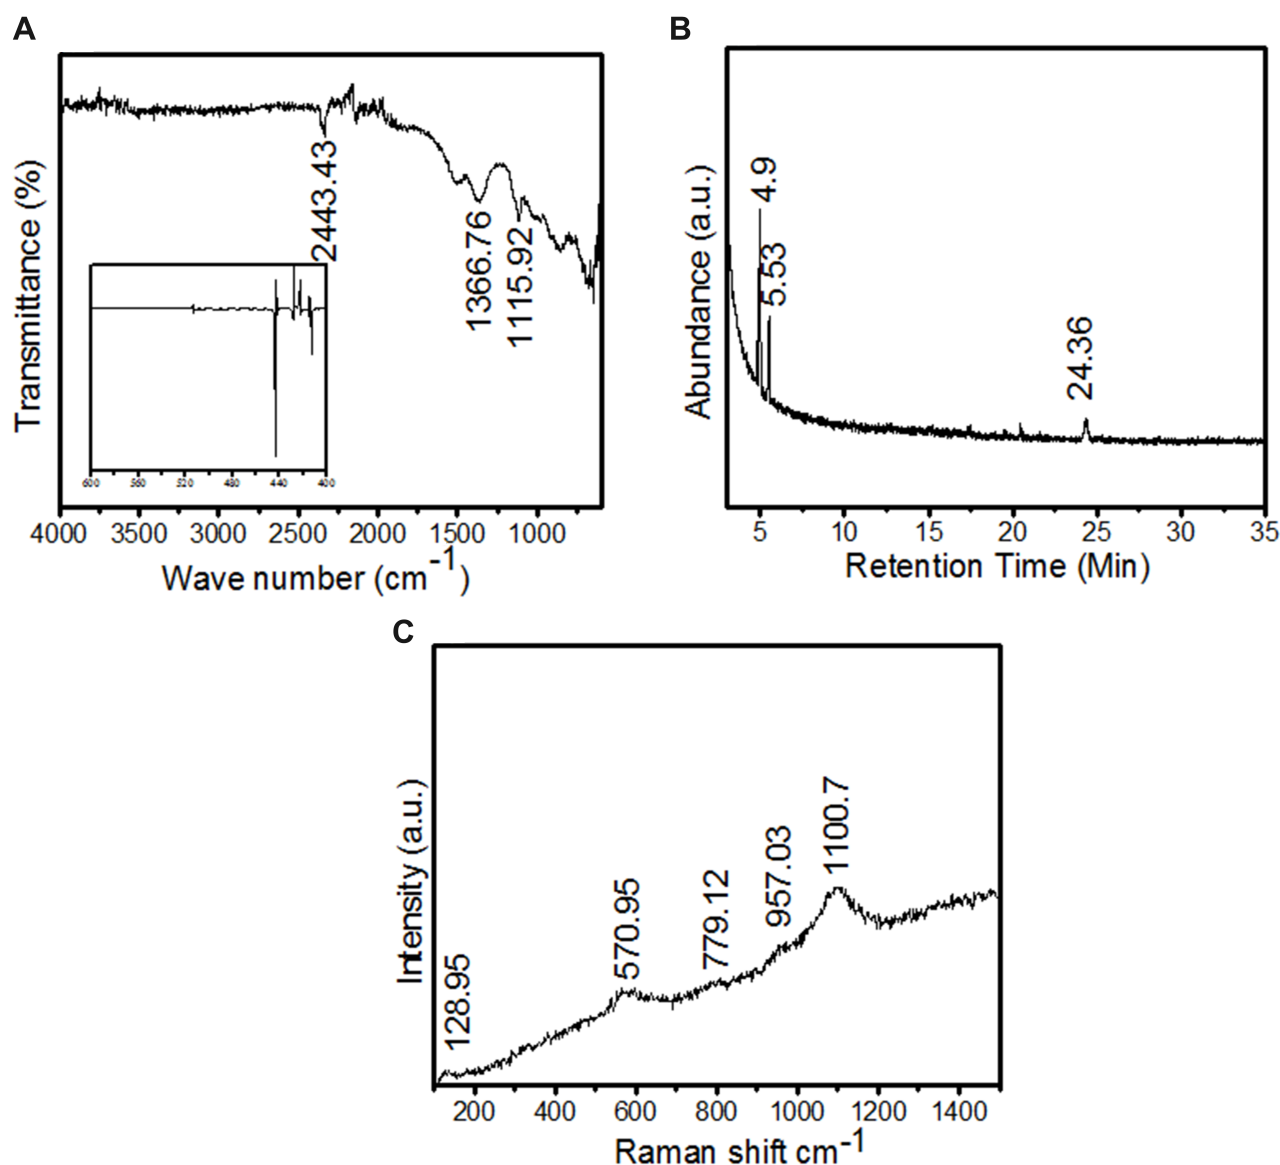 A
Transmittance (%)
2443.43
1366.76
1115.92
600 560 520 480 440 400
4000 3500 3000 2500 2000 1500 1000
Wave number (cm-1)
B
Abundance (a.u.)
4.9
5.53
24.36
5 10 15 20 25 30 35
Retention Time (Min)
C
Intensity (a.u.)
128.95
570.95
779.12
957.03
1100.7
200 400 600 800 1000 1200 1400
Raman shift cm-1